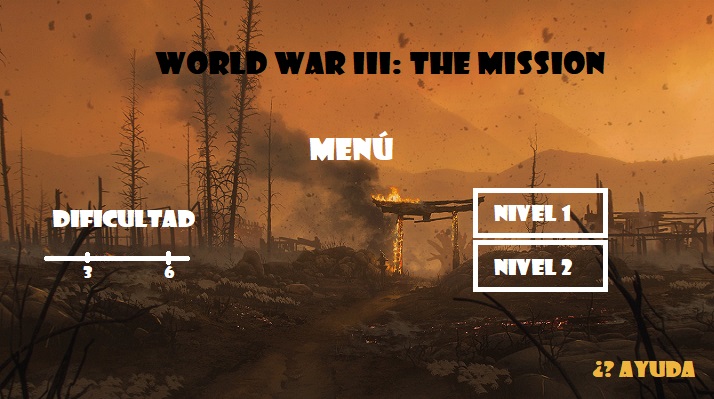 WORLD WAR III: THE MISSION
MENÚ
DIFICULTAD
3 6
NIVEL 1
NIVEL 2
¿? AYUDA